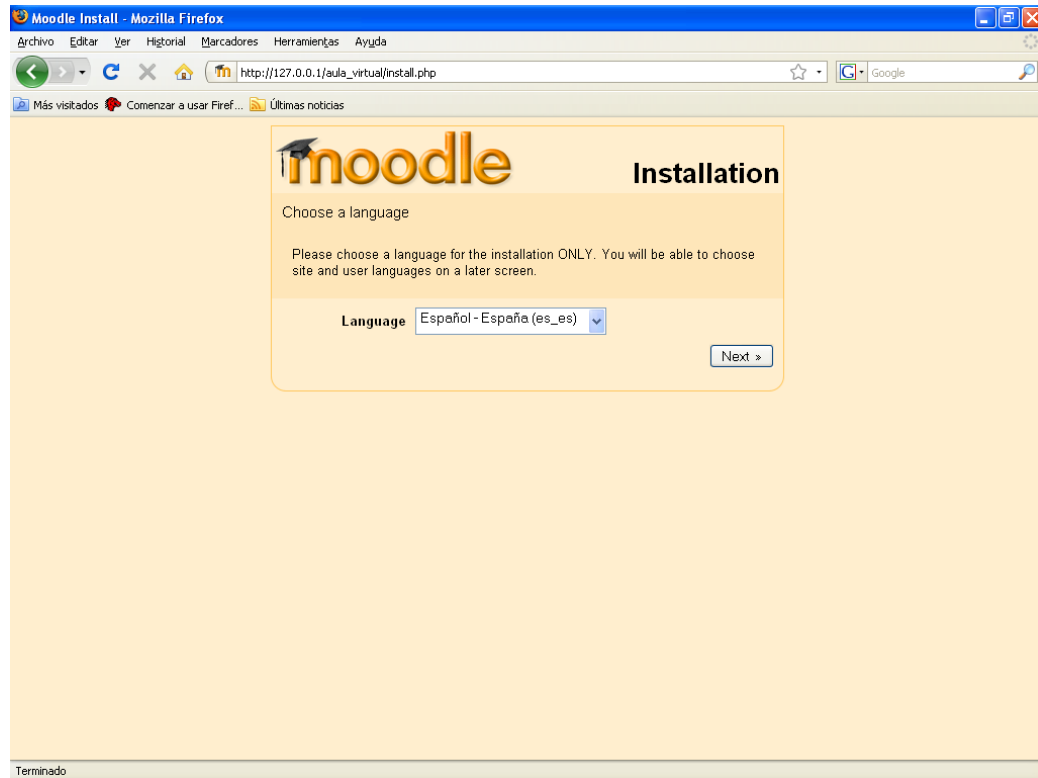 Moodle Install - Mozilla Firefox
Archivo Editar Ver Historial Marcadores Herramientas Ayuda
http://127.0.0.1/aula_virtual/install.php
Google
Más visitados Comenzar a usar Firef... Últimas noticias
moodle
Installation
Choose a language
Please choose a language for the installation ONLY. You will be able to choose
site and user languages on a later screen.
Language Español - España (es_es)
Next »
Terminado